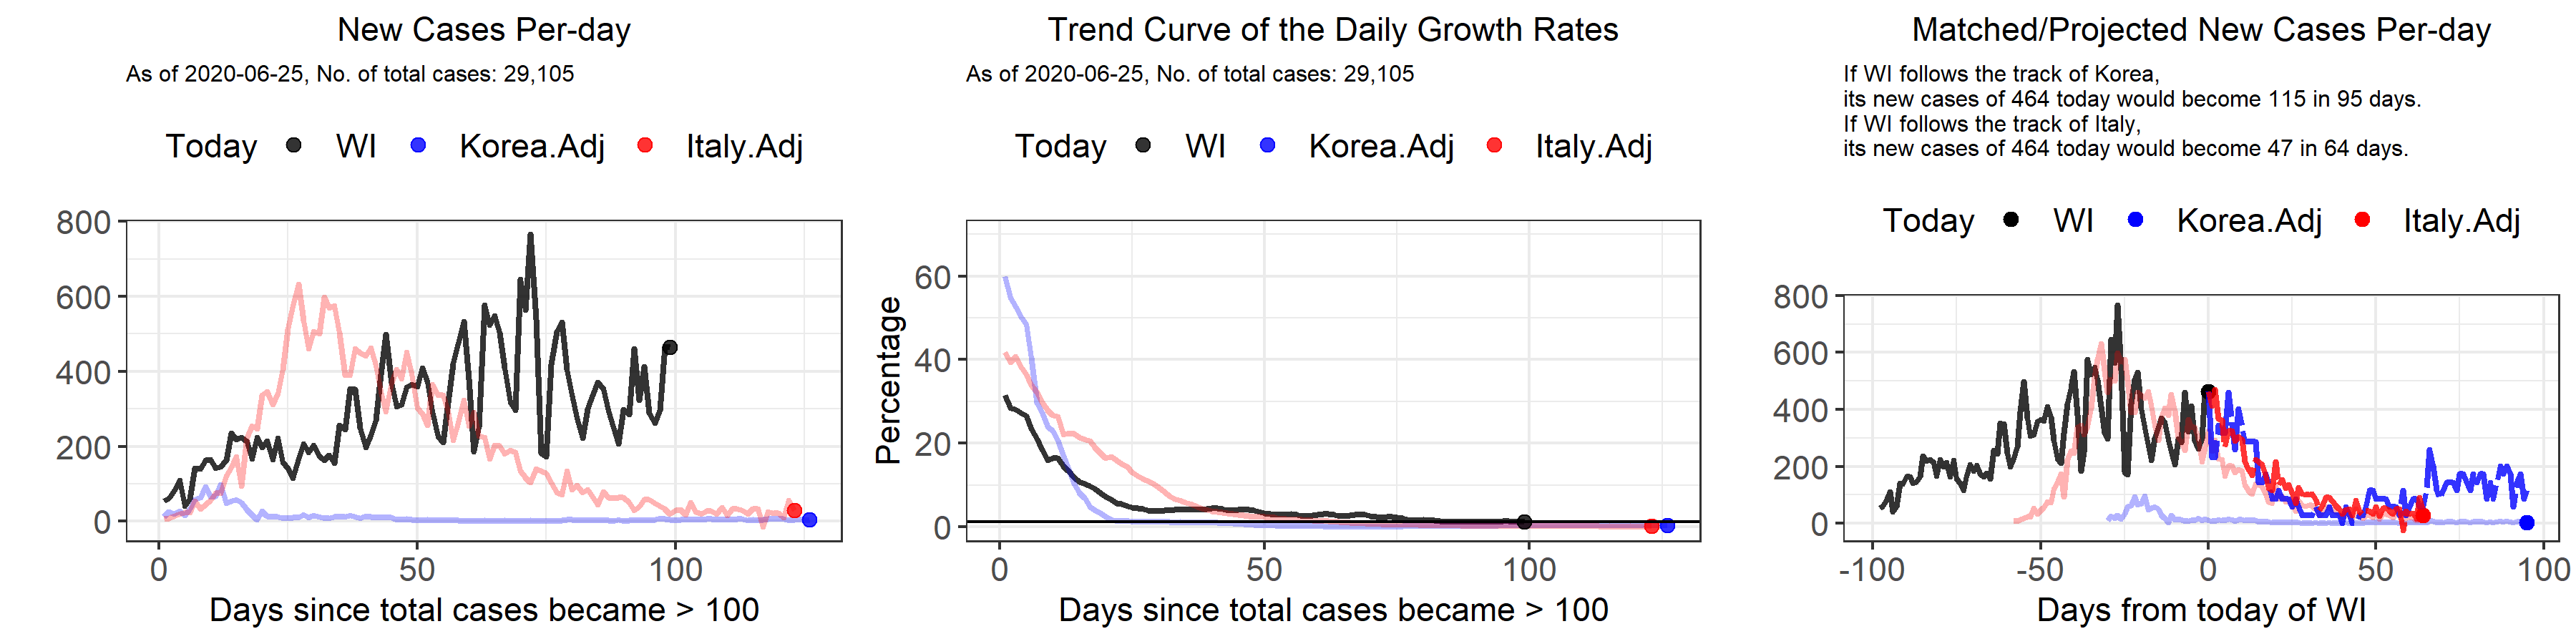 New Cases Per-day
As of 2020-06-25, No. of total cases: 29,105
Today WI Korea.Adj Italy.Adj
800
600
400
200
0
0 50 100
Days since total cases became > 100
Trend Curve of the Daily Growth Rates
As of 2020-06-25, No. of total cases: 29,105
Today WI Korea.Adj Italy.Adj
Percentage
60
40
20
0
0 50 100
Days since total cases became > 100
Matched/Projected New Cases Per-day
If WI follows the track of Korea,
its new cases of 464 today would become 115 in 95 days.
If WI follows the track of Italy,
its new cases of 464 today would become 47 in 64 days.
Today WI Korea.Adj Italy.Adj
800
600
400
200
0
-100 -50 0 50 100
Days from today of WI